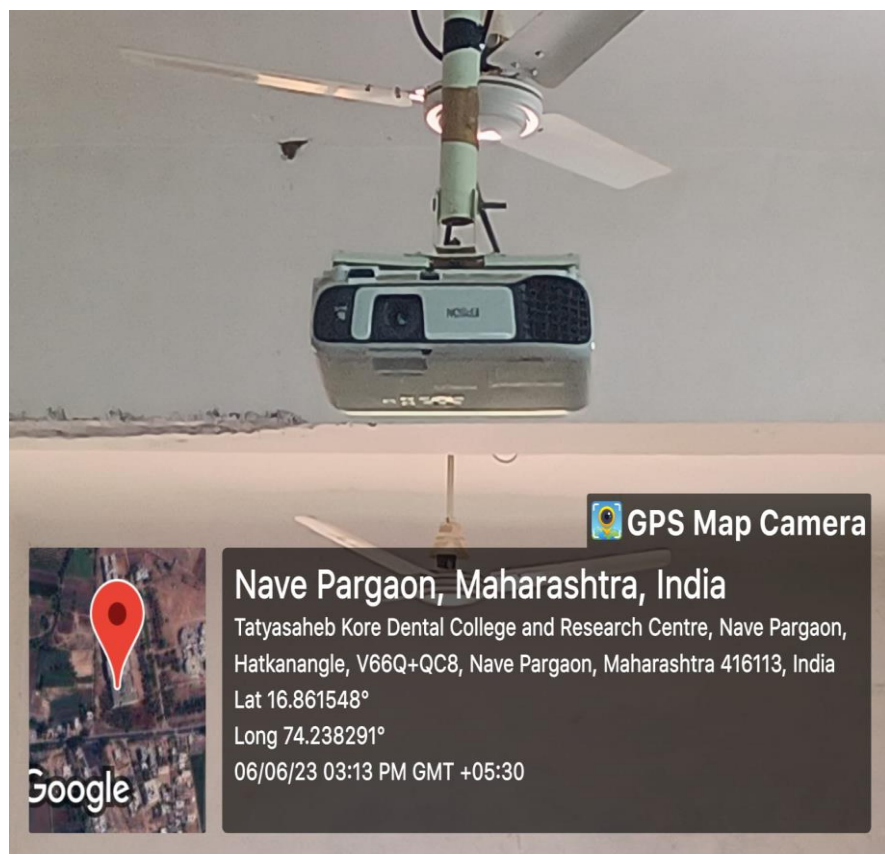 EPSON
GPS Map Camera
Nave Pargaon, Maharashtra, India
Tatyasaheb Kore Dental College and Research Centre, Nave Pargaon,
Hatkanangle, V66Q+QC8, Nave Pargaon, Maharashtra 416113, India
Lat 16.861548°
Long 74.238291°
06/06/23 03:13 PM GMT +05:30
Google